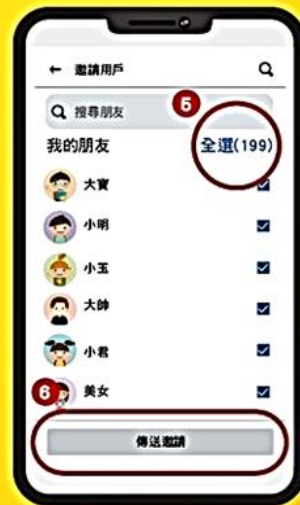 ← 邀請用戶
搜尋朋友
5
我的朋友 全選(199)
大寶
小明
小玉
大帥
小君
6 美女
傳送邀請